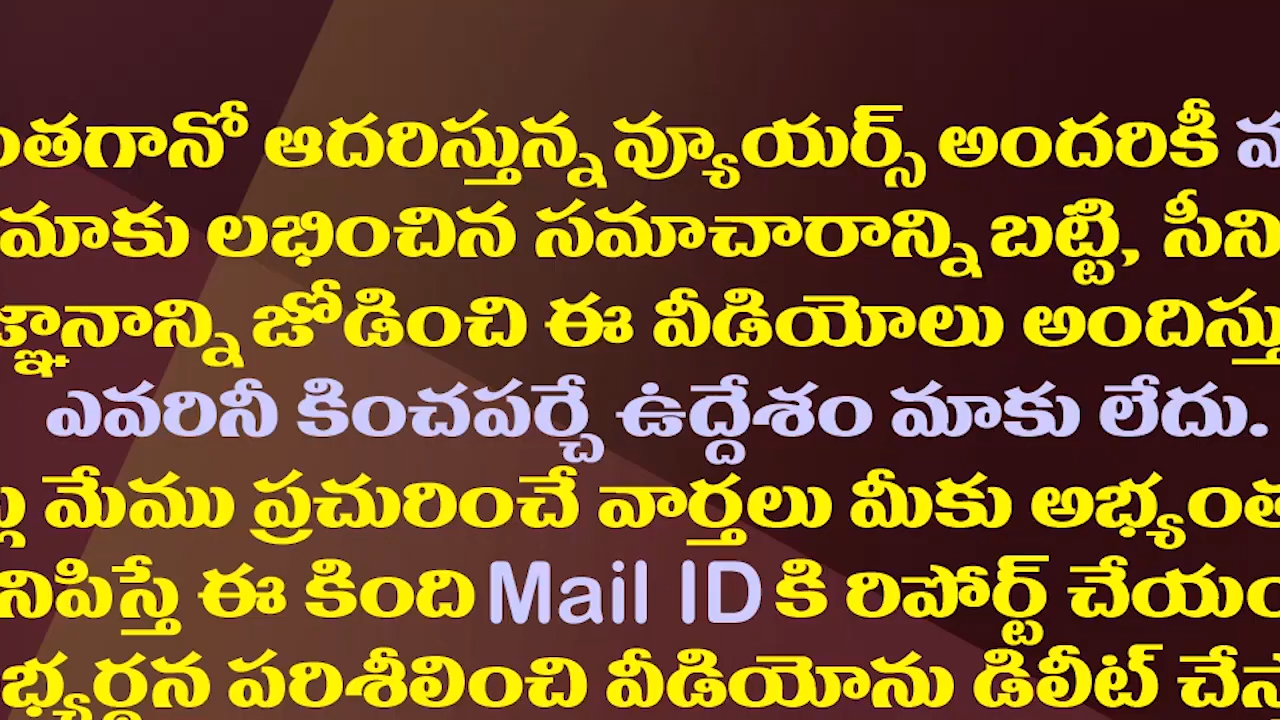 ంతగానో ఆదరిస్తున్న వ్యూయర్స్ అందరికీ
మాకు లభించిన సమాచారాన్ని బట్టి, సీని
జ్ఞానాన్ని జోడించి ఈ వీడియోలు అందిస్తు
ఎవరినీ కించపర్చే ఉద్దేశం మాకు లేదు.
మేము ప్రచురించే వార్తలు మీకు అభ్యంత
నిపిస్తే ఈ కింది Mail ID కి రిపోర్ట్ చేయం
భ్యర్థన పరిశీలించి వీడియోను డిలీట్ చేస